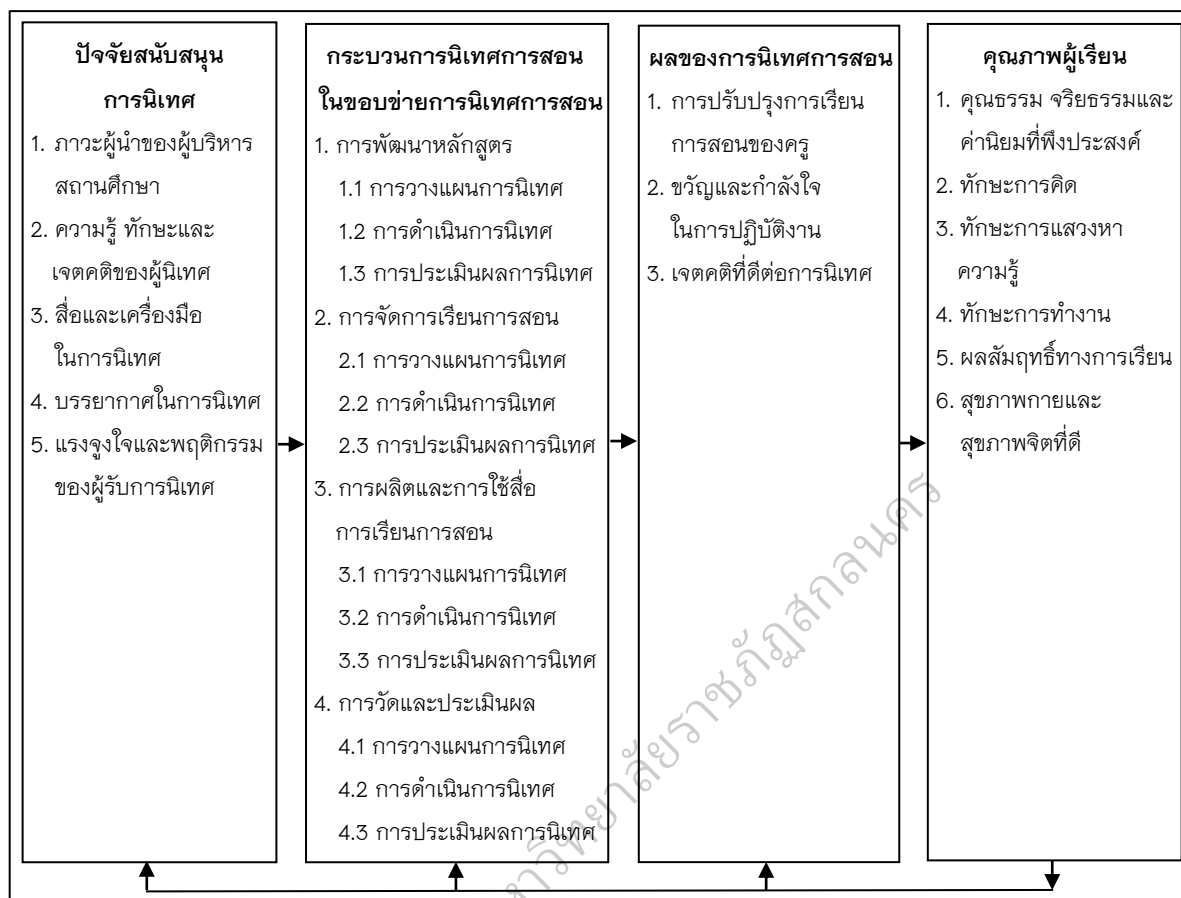 ปัจจัยสนับสนุน
การนิเทศ
1. ภาวะผู้นำของผู้บริหาร
สถานศึกษา
2. ความรู้ ทักษะและ
เจตคติของผู้นิเทศ
3. สื่อและเครื่องมือ
ในการนิเทศ
4. บรรยากาศในการนิเทศ
5. แรงจูงใจและพฤติกรรม
ของผู้รับการนิเทศ
กระบวนการนิเทศการสอน
ในขอบข่ายการนิเทศการสอน
1. การพัฒนาหลักสูตร
1.1 การวางแผนการนิเทศ
1.2 การดำเนินการนิเทศ
1.3 การประเมินผลการนิเทศ
2. การจัดการเรียนการสอน
2.1 การวางแผนการนิเทศ
2.2 การดำเนินการนิเทศ
2.3 การประเมินผลการนิเทศ
3. การผลิตและการใช้สื่อ
การเรียนการสอน
3.1 การวางแผนการนิเทศ
3.2 การดำเนินการนิเทศ
3.3 การประเมินผลการนิเทศ
4. การวัดและประเมินผล
4.1 การวางแผนการนิเทศ
4.2 การดำเนินการนิเทศ
4.3 การประเมินผลการนิเทศ
ผลของการนิเทศการสอน
1. การปรับปรุงการเรียน
การสอนของครู
2. ขวัญและกำลังใจ
ในการปฏิบัติงาน
3. เจตคติที่ดีต่อการนิเทศ
คุณภาพผู้เรียน
1. คุณธรรม จริยธรรมและ
ค่านิยมที่พึงประสงค์
2. ทักษะการคิด
3. ทักษะการแสวงหา
ความรู้
4. ทักษะการทำงาน
5. ผลสัมฤทธิ์ทางการเรียน
6. สุขภาพกายและ
สุขภาพจิตที่ดี